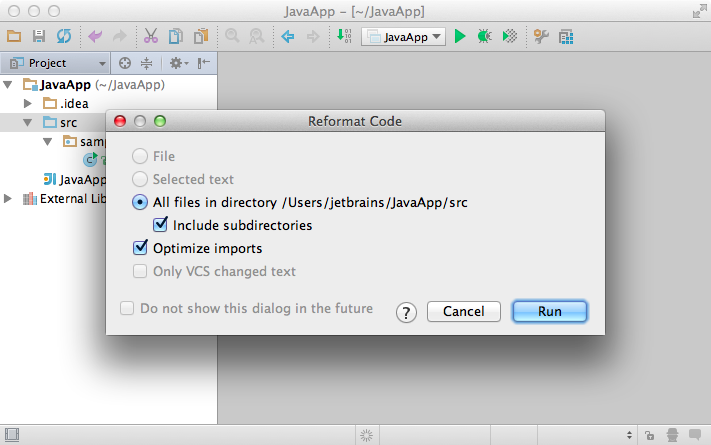 JavaApp – [~/JavaApp]
JavaApp
Project
JavaApp (~/JavaApp)
.idea
src
Reformat Code
File
Selected text
All files in directory /Users/jetbrains/JavaApp/src
Include subdirectories
Optimize imports
Only VCS changed text
Do not show this dialog in the future
?
Cancel
Run
samp
JavaApp
External Lib